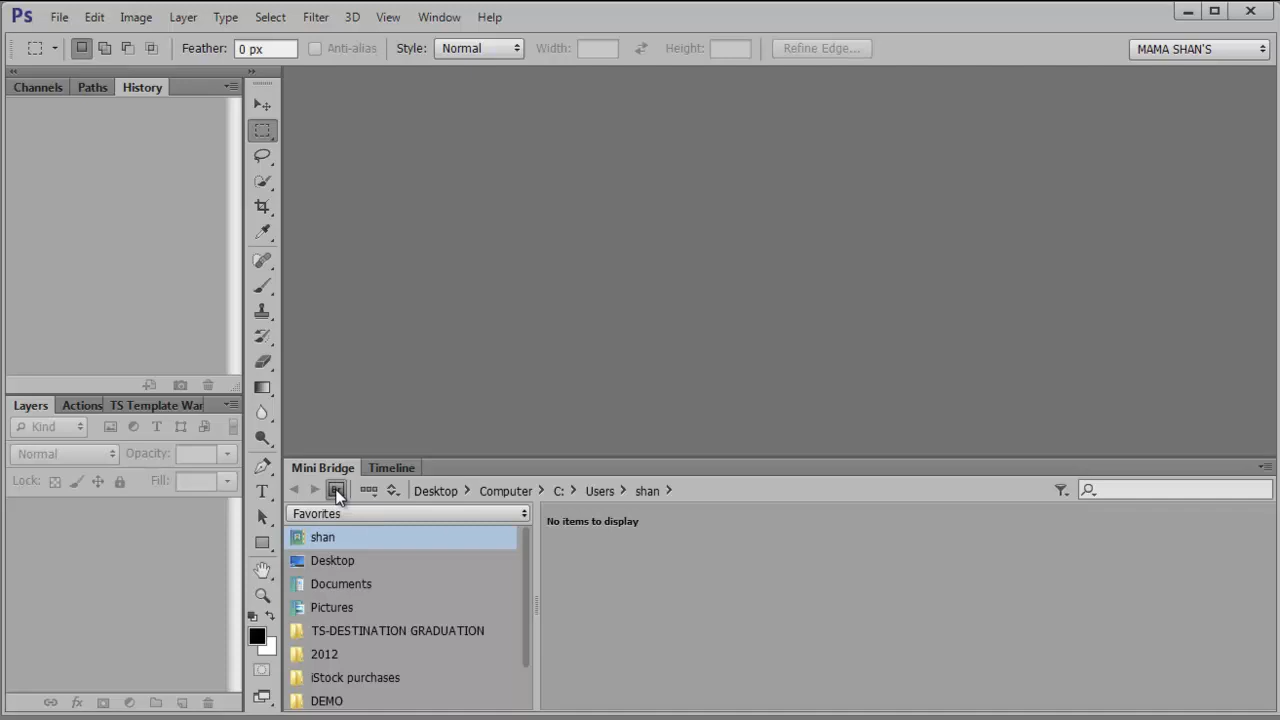 Ps File Edit Image Layer Type Select Filter 3D View Window Help
Feather: 0 px Anti-alias Style: Normal Width: Height: Refine Edge... MAMA SHAN'S
Channels Paths History
Layers Actions TS Template War
Kind
Normal Opacity:
Lock: Fill:
Mini Bridge Timeline
Desktop Computer C: Users shan
Favorites
No items to display
shan
Desktop
Documents
Pictures
TS-DESTINATION GRADUATION
2012
iStock purchases
DEMO